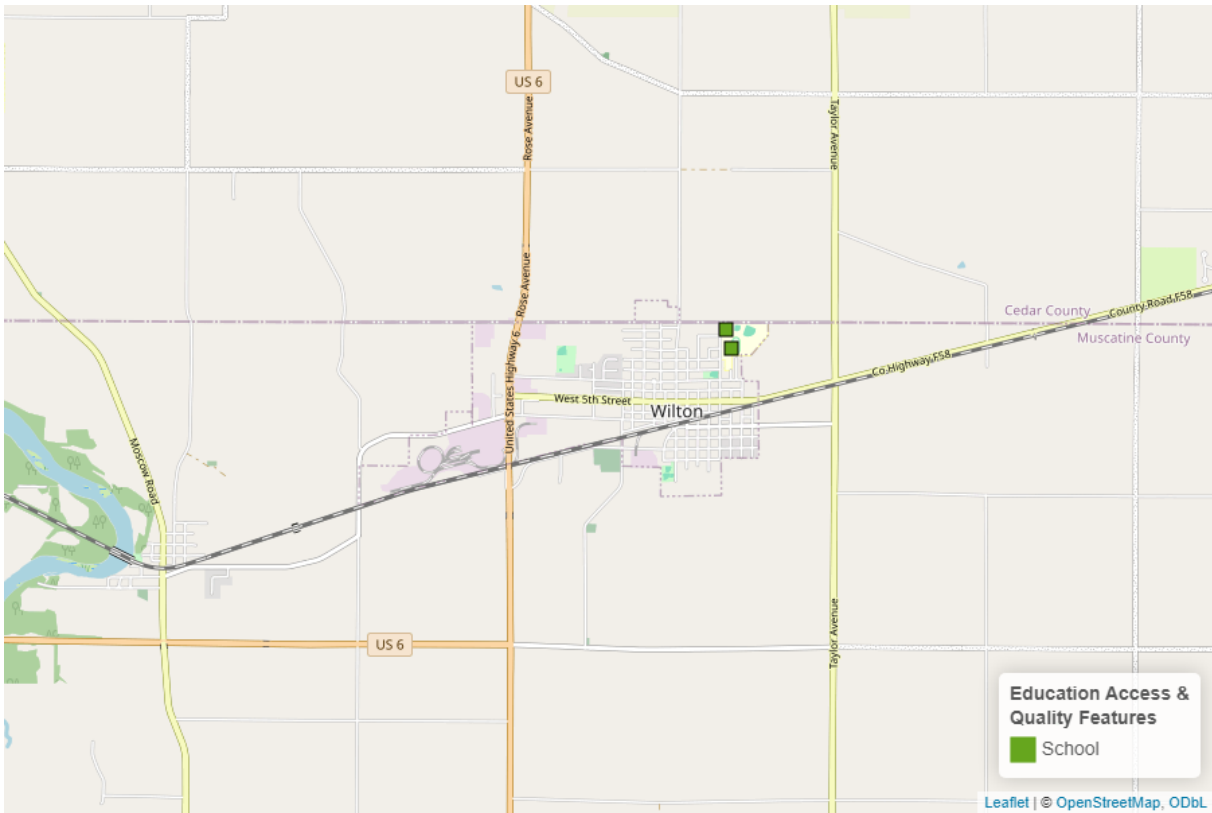 US 6
Rose Avenue
Taylor Avenue
Rose Avenue
Cedar County
County Road F58
Muscatine County
United States Highway 6
Co Highway F58
West 5th Street
Wilton
Moscow Road
Taylor Avenue
US 6
Education Access &
Quality Features
School
Leaflet | © OpenStreetMap, ODbL